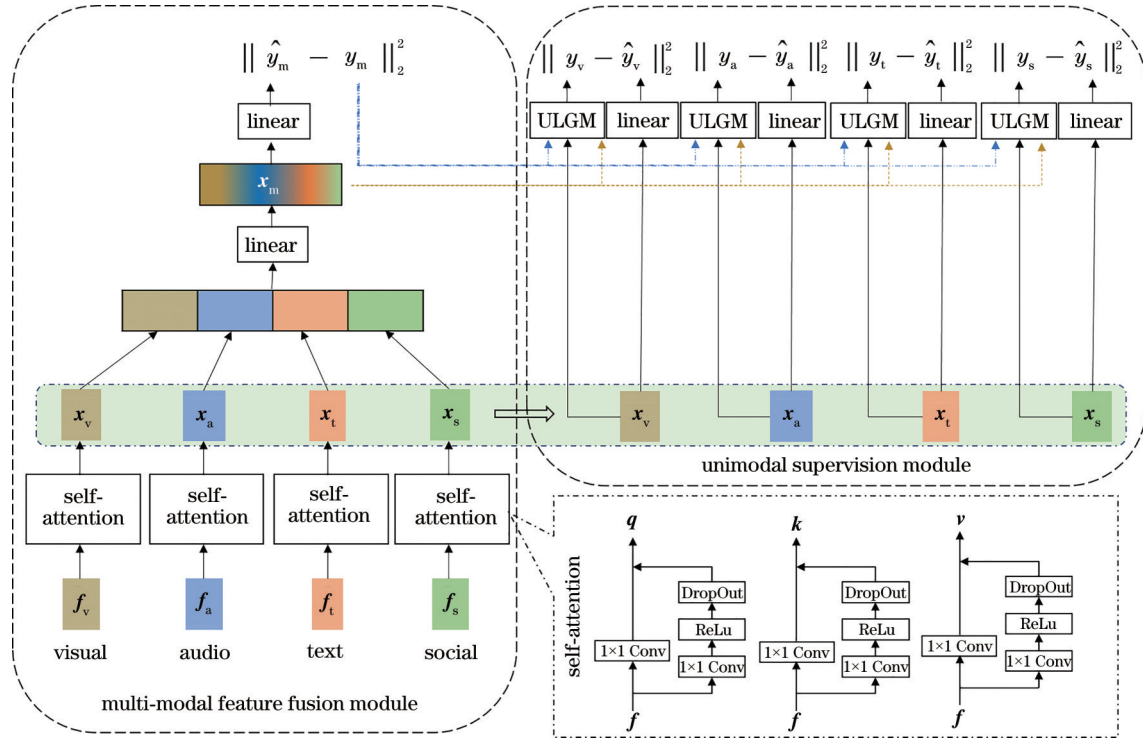 ‖ ŷ_m − y_m ‖₂²
linear
x_m
linear
x_v x_a x_t x_s
self-attention self-attention self-attention self-attention
f_v f_a f_t f_s
visual audio text social
multi-modal feature fusion module
‖ y_v − ŷ_v ‖₂² ‖ y_a − ŷ_a ‖₂² ‖ y_t − ŷ_t ‖₂² ‖ y_s − ŷ_s ‖₂²
ULGM linear ULGM linear ULGM linear ULGM linear
x_v x_a x_t x_s
unimodal supervision module
self-attention
q k v
DropOut DropOut DropOut
ReLu ReLu ReLu
1×1 Conv 1×1 Conv 1×1 Conv 1×1 Conv 1×1 Conv 1×1 Conv
f f f